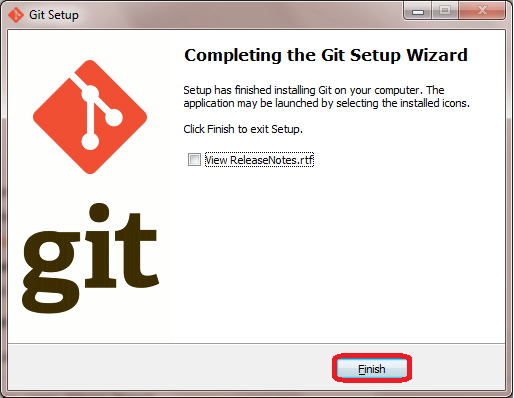 Git Setup
Completing the Git Setup Wizard
Setup has finished installing Git on your computer. The
application may be launched by selecting the installed icons.
Click Finish to exit Setup.
View ReleaseNotes.rtf
git
Finish